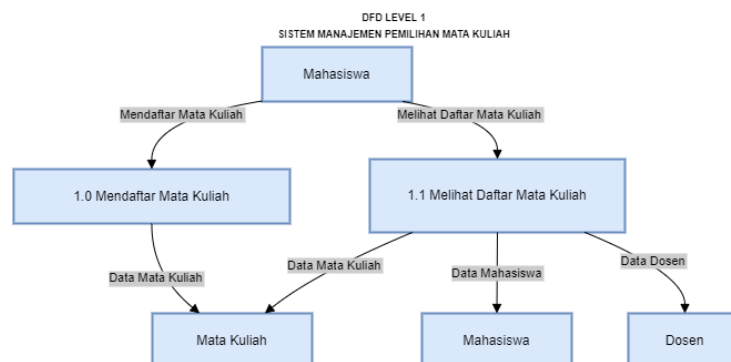 DFD LEVEL 1
SISTEM MANAJEMEN PEMILIHAN MATA KULIAH
Mahasiswa
Mendaftar Mata Kuliah
Melihat Daftar Mata Kuliah
1.0 Mendaftar Mata Kuliah
1.1 Melihat Daftar Mata Kuliah
Data Mata Kuliah
Data Mata Kuliah
Data Mahasiswa
Data Dosen
Mata Kuliah
Mahasiswa
Dosen